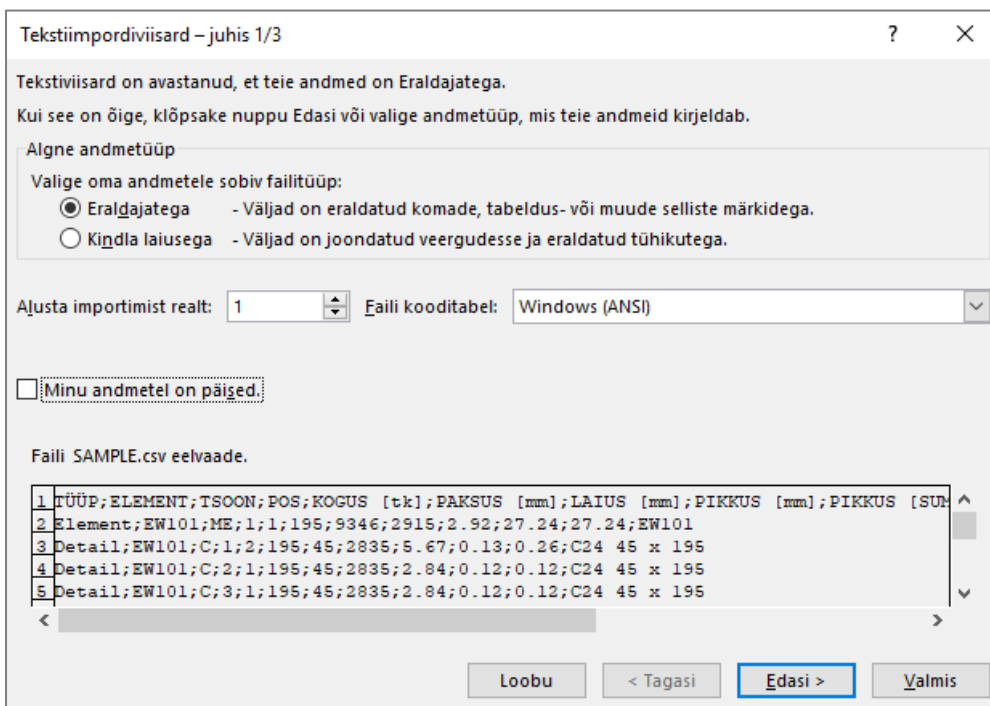 Tekstiimpordiviisard – juhis 1/3 ?
Tekstiviisard on avastanud, et teie andmed on Eraldajatega.
Kui see on õige, klõpsake nuppu Edasi või valige andmetüüp, mis teie andmeid kirjeldab.
Algne andmetüüp
Valige oma andmetele sobiv failitüüp:
Eraldajatega - Väljad on eraldatud komade, tabeldus- või muude selliste märkidega.
Kindla laiusega - Väljad on joondatud veergudesse ja eraldatud tühikutega.
Alusta importimist realt: 1 Faili kooditabel: Windows (ANSI)
Minu andmetel on päised.
Faili SAMPLE.csv eelvaade.
1 TÜÜP;ELEMENT;TSOON;POS;KOGUS [tk];PAKSUS [mm];LAIUS [mm];PIKKUS [mm];PIKKUS [SUM
2 Element;EW101;ME;1;1;195;9346;2915;2.92;27.24;27.24;EW101
3 Detail;EW101;C;1;2;195;45;2835;5.67;0.13;0.26;C24 45 x 195
4 Detail;EW101;C;2;1;195;45;2835;2.84;0.12;0.12;C24 45 x 195
5 Detail;EW101;C;3;1;195;45;2835;2.84;0.12;0.12;C24 45 x 195
Loobu < Tagasi Edasi > Valmis